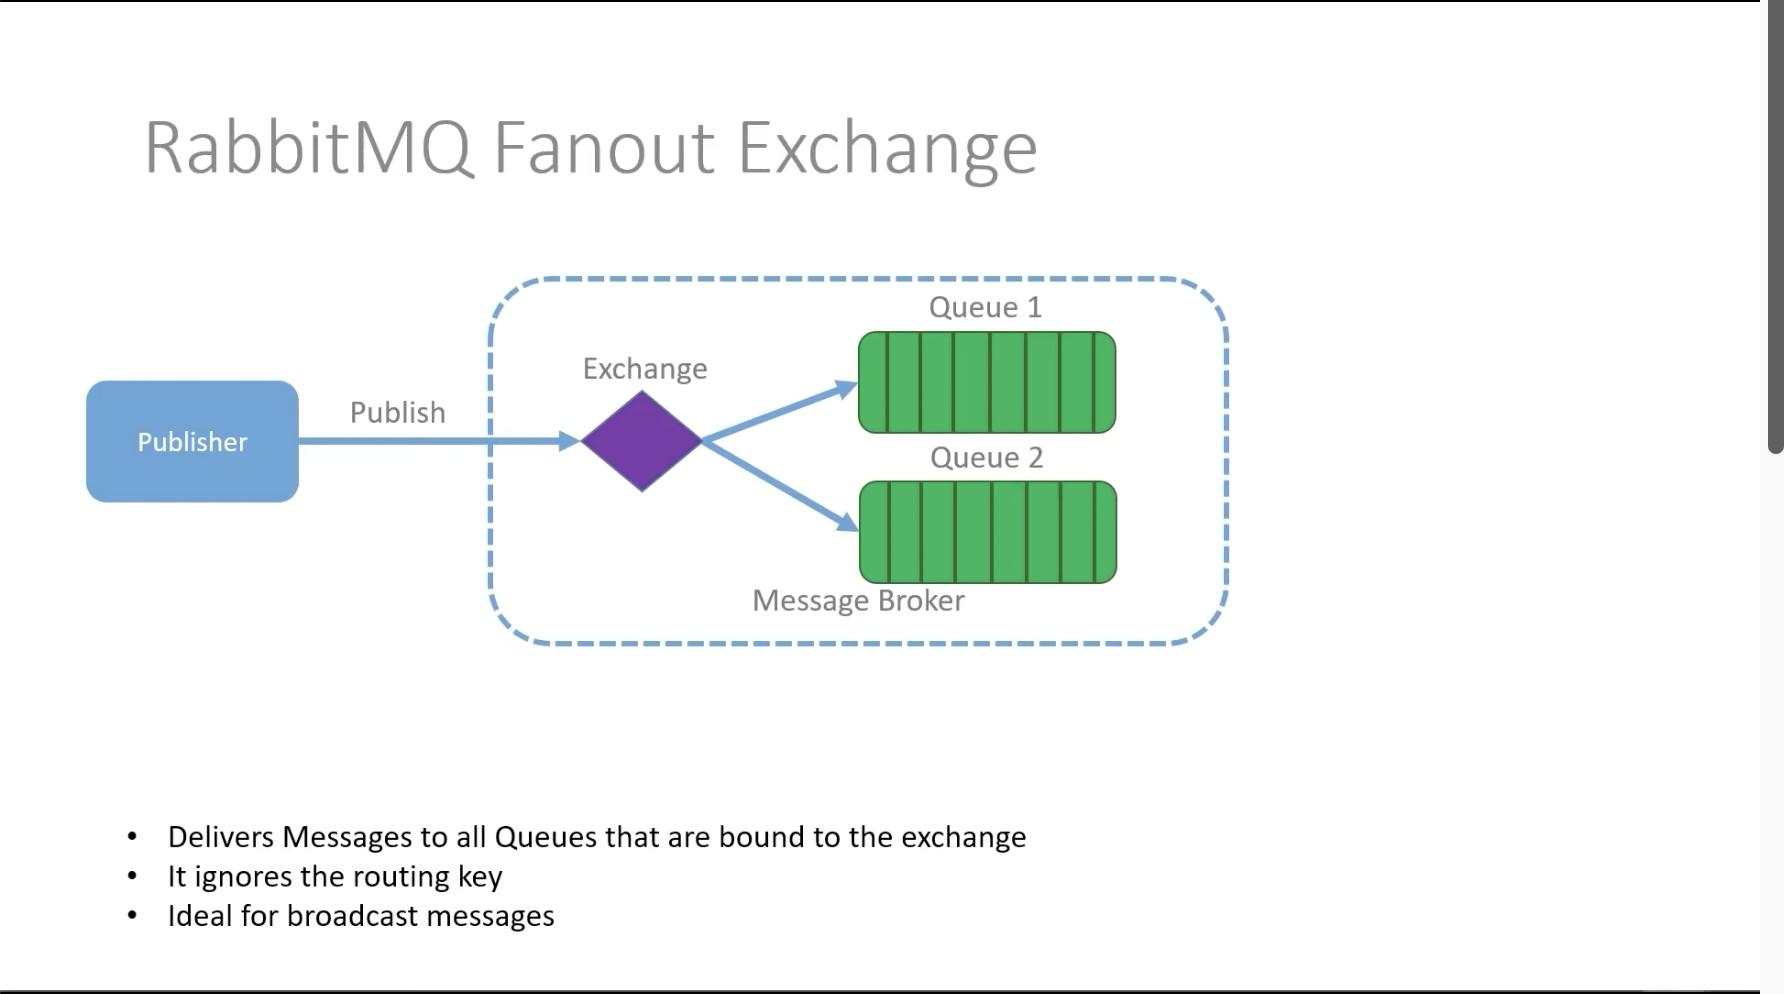 RabbitMQ Fanout Exchange
Queue 1
Exchange
Publish
Publisher
Queue 2
Message Broker
• Delivers Messages to all Queues that are bound to the exchange
• It ignores the routing key
• Ideal for broadcast messages